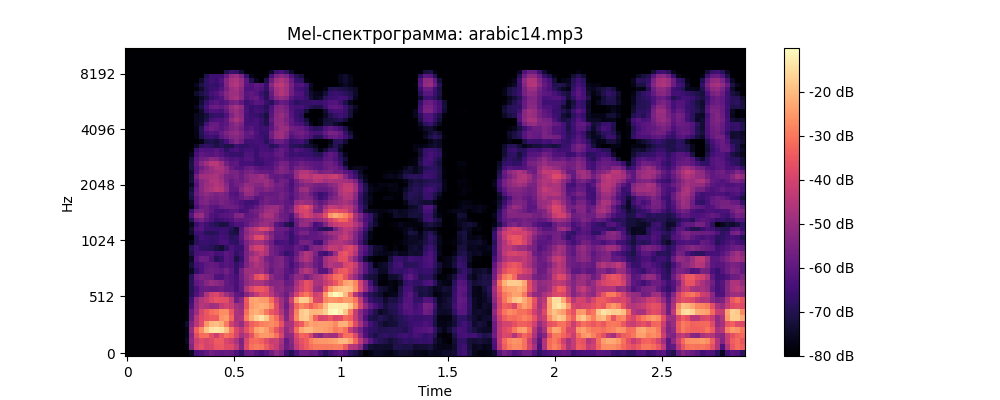 Mel-спектрограмма: arabic14.mp3
8192
4096
2048
1024
512
0
Hz
0
0.5
1
1.5
2
2.5
Time
-20 dB
-30 dB
-40 dB
-50 dB
-60 dB
-70 dB
-80 dB